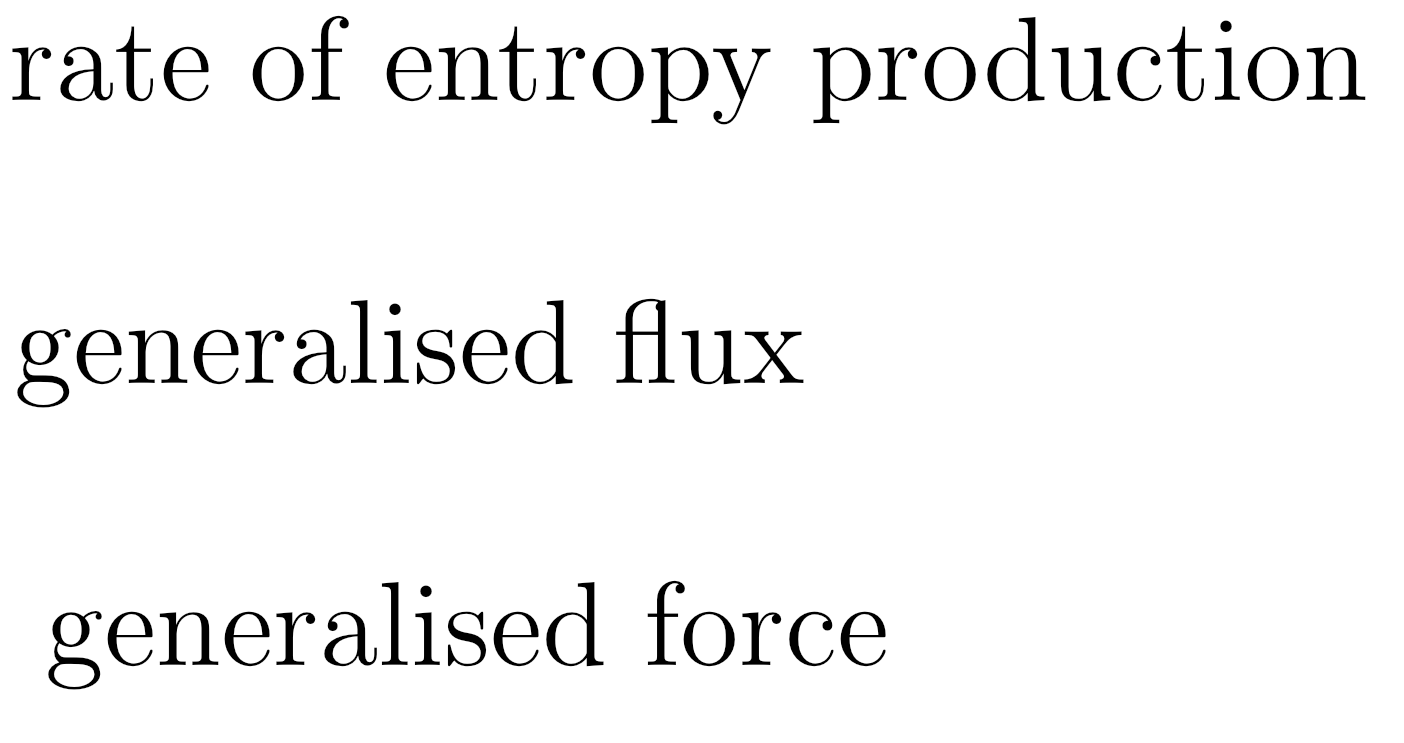 rate of entropy production
generalised flux
generalised force